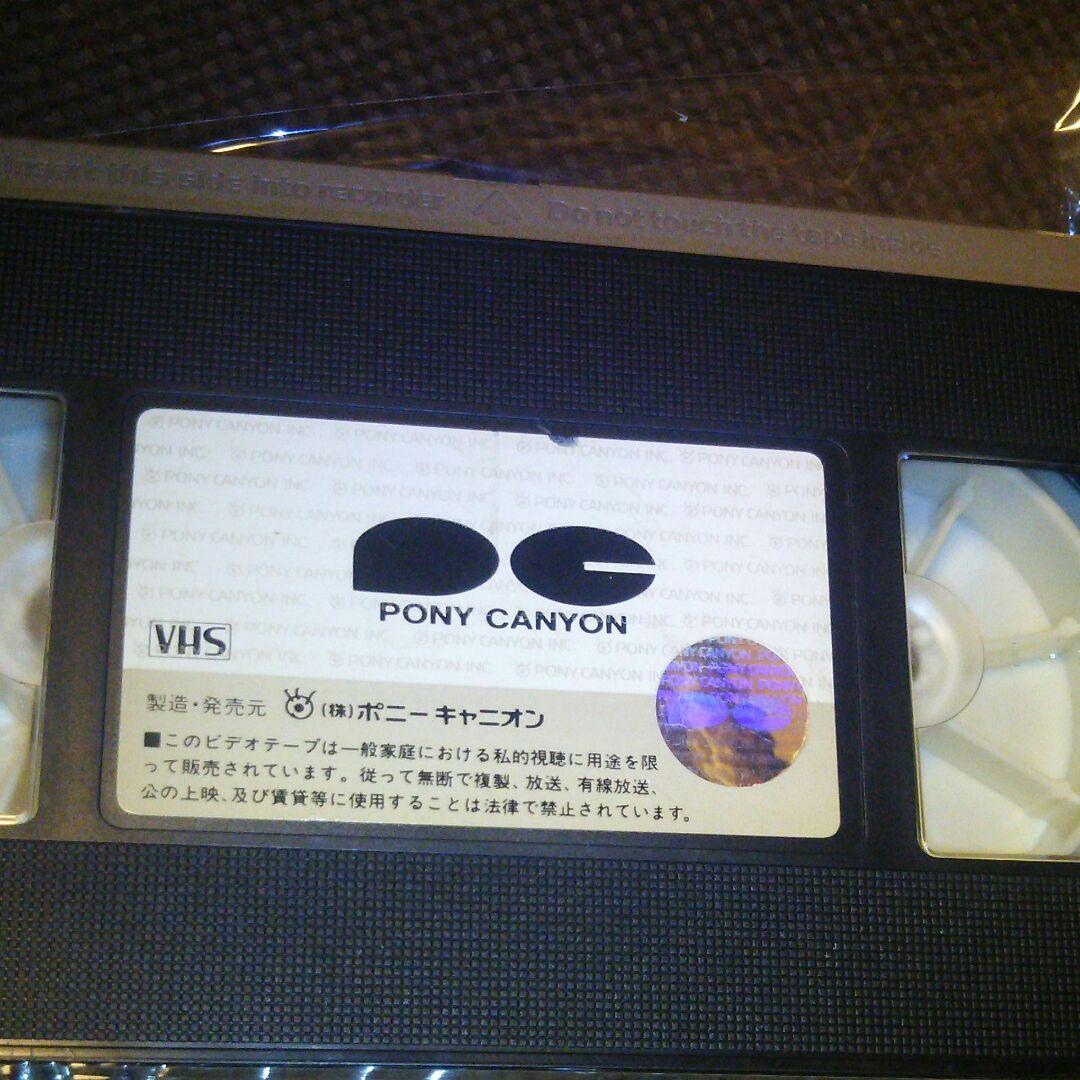 Insert this side into recorder Do not touch the tape inside
PONY CANYON INC.
PONY CANYON
VHS
製造・発売元 (株)ポニーキャニオン
■このビデオテープは一般家庭における私的視聴に用途を限
って販売されています。従って無断で複製、放送、有線放送、
公の上映、及び賃貸等に使用することは法律で禁止されています。